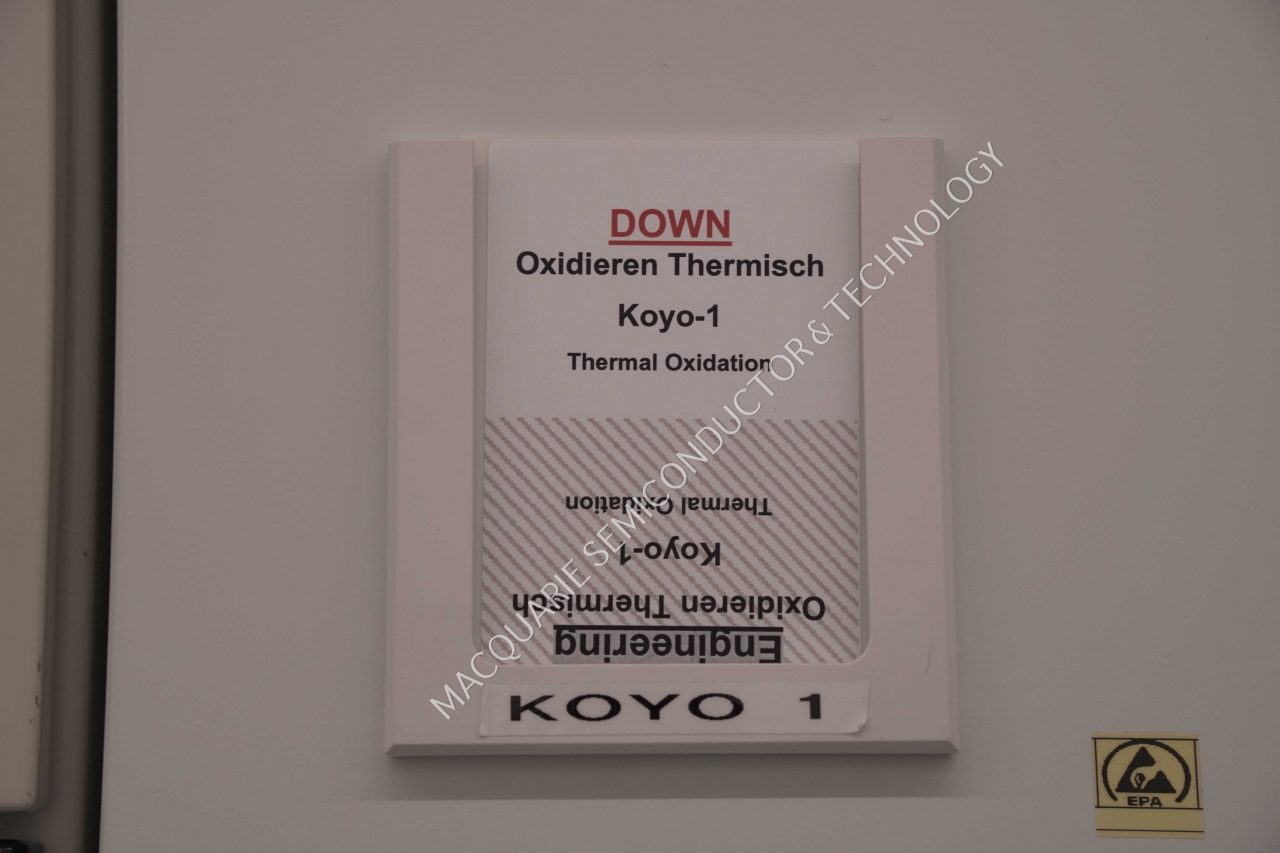 DOWN
Oxidieren Thermisch
Koyo-1
Thermal Oxidation
Engineering
Oxidieren Thermisch
Koyo-1
Thermal Oxidation
KOYO 1
EPA
MACQUARIE SEMICONDUCTOR & TECHNOLOGY